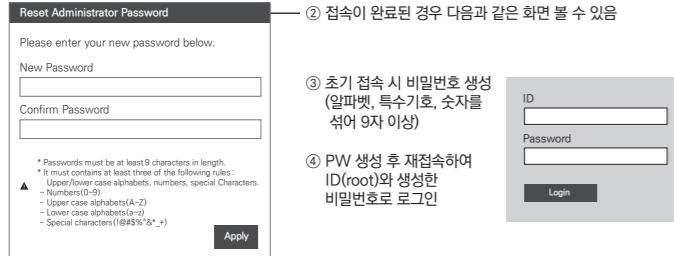 Reset Administrator Password
Please enter your new password below.
New Password
Confirm Password
* Passwords must be at least 9 characters in length.
* It must contains at least three of the following rules:
Upper/lower case alphabets, numbers, special Characters.
- Numbers(0~9)
- Upper case alphabets(A~Z)
- Lower case alphabets(a~z)
- Special characters(!@#$%^&*_+)
Apply
② 접속이 완료된 경우 다음과 같은 화면 볼 수 있음
③ 초기 접속 시 비밀번호 생성
(알파벳, 특수기호, 숫자를
섞어 9자 이상)
④ PW 생성 후 재접속하여
ID(root)와 생성한
비밀번호로 로그인
ID
Password
Login